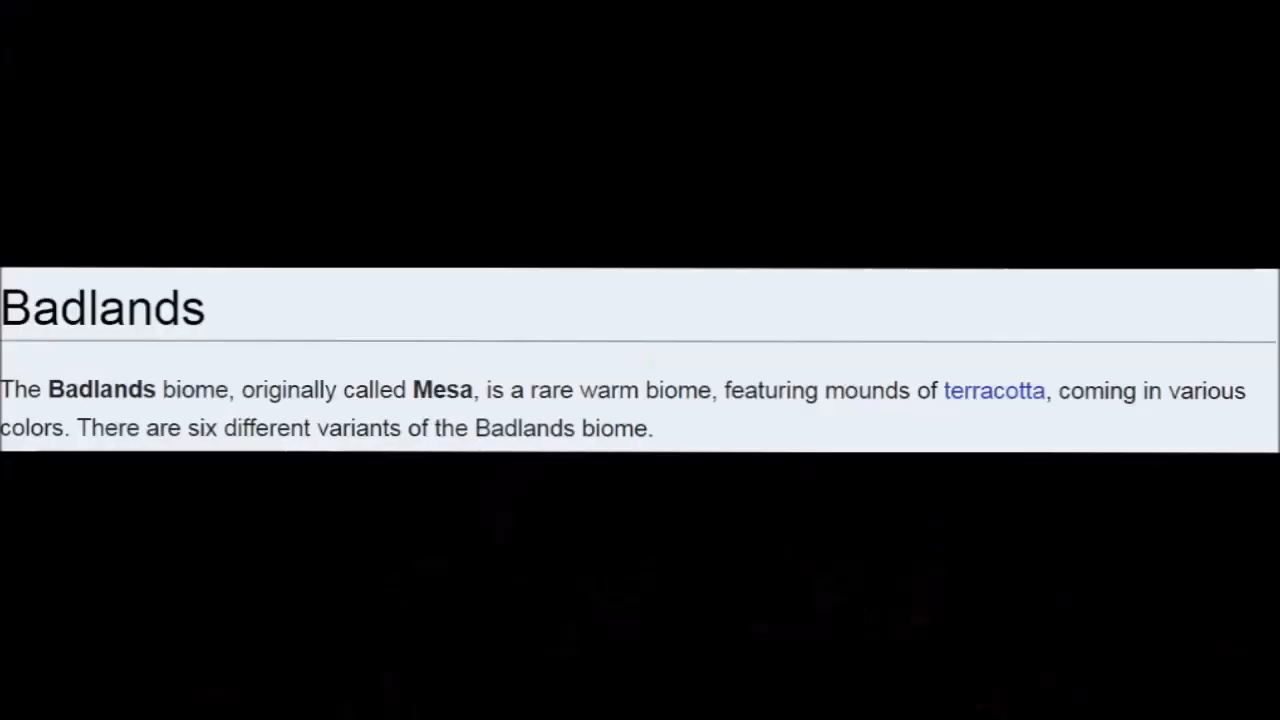 Badlands
The Badlands biome, originally called Mesa, is a rare warm biome, featuring mounds of terracotta, coming in various
colors. There are six different variants of the Badlands biome.